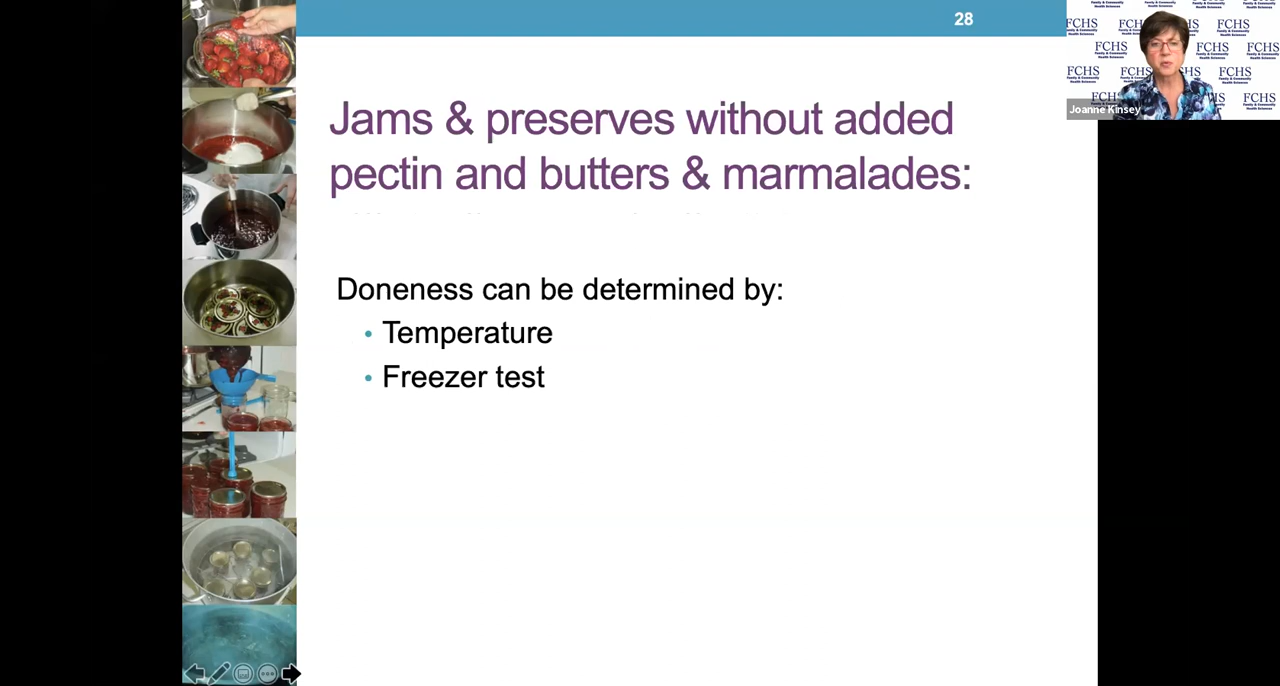 28
Jams & preserves without added
pectin and butters & marmalades:
Doneness can be determined by:
• Temperature
• Freezer test
FCHS
Family & Community
Health Sciences
Joanne Kinsey